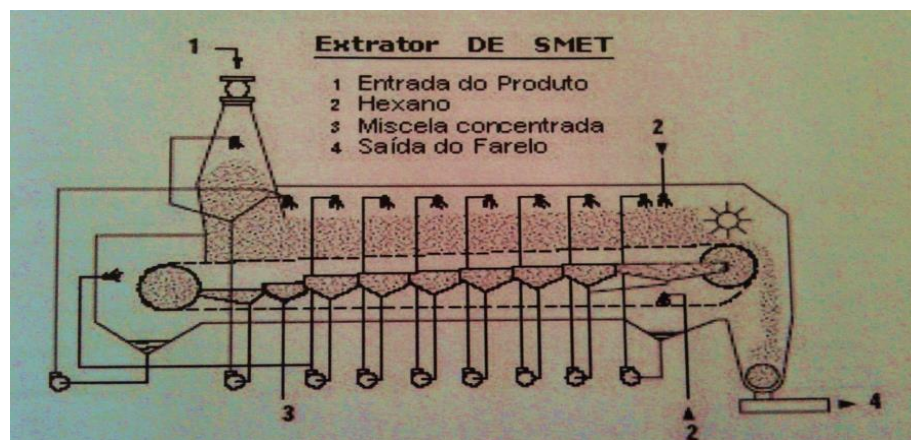 Extrator DE SMET
1 Entrada do Produto
2 Hexano
3 Miscela concentrada
4 Saída do Farelo
1
2
3
2
4